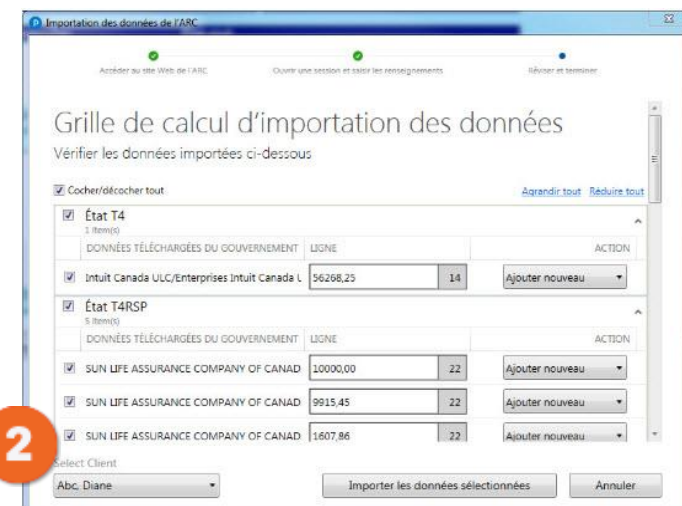 Importation des données de l'ARC
Accéder au site Web de l'ARC Ouvrir une session et saisir les renseignements Réviser et terminer
Grille de calcul d'importation des données
Vérifier les données importées ci-dessous
Cocher/décocher tout Agrandir tout Réduire tout
État T4
1 item(s)
DONNÉES TÉLÉCHARGÉES DU GOUVERNEMENT LIGNE ACTION
Intuit Canada ULC/Enterprises Intuit Canada L 56268,25 14 Ajouter nouveau
État T4RSP
5 item(s)
DONNÉES TÉLÉCHARGÉES DU GOUVERNEMENT LIGNE ACTION
SUN LIFE ASSURANCE COMPANY OF CANAD 10000,00 22 Ajouter nouveau
SUN LIFE ASSURANCE COMPANY OF CANAD 9915,45 22 Ajouter nouveau
SUN LIFE ASSURANCE COMPANY OF CANAD 1607,86 22 Ajouter nouveau
2
Select Client
Abc, Diane Importer les données sélectionnées Annuler